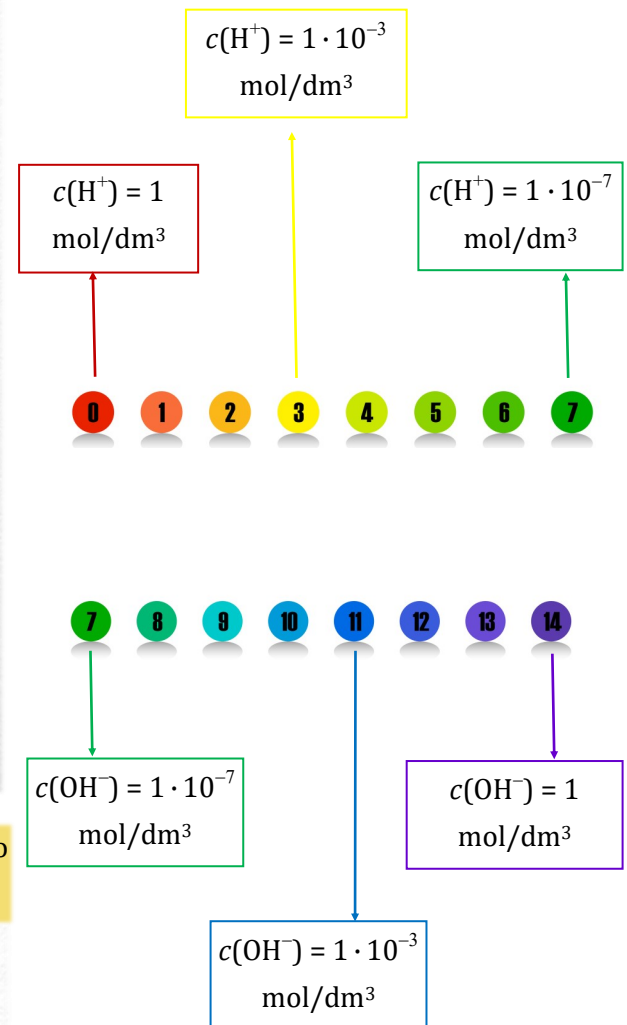 c(H⁺) = 1 · 10⁻³
mol/dm³
c(H⁺) = 1
mol/dm³
c(H⁺) = 1 · 10⁻⁷
mol/dm³
0 1 2 3 4 5 6 7
7 8 9 10 11 12 13 14
c(OH⁻) = 1 · 10⁻⁷
mol/dm³
c(OH⁻) = 1
mol/dm³
c(OH⁻) = 1 · 10⁻³
mol/dm³